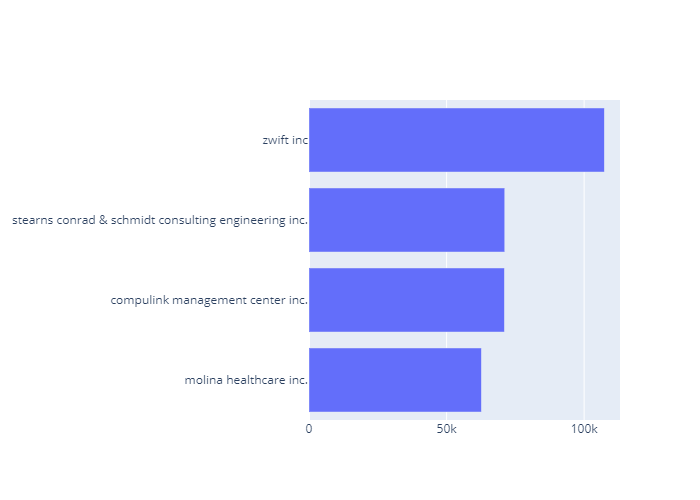 zwift inc
stearns conrad & schmidt consulting engineering inc.
compulink management center inc.
molina healthcare inc.
0 50k 100k